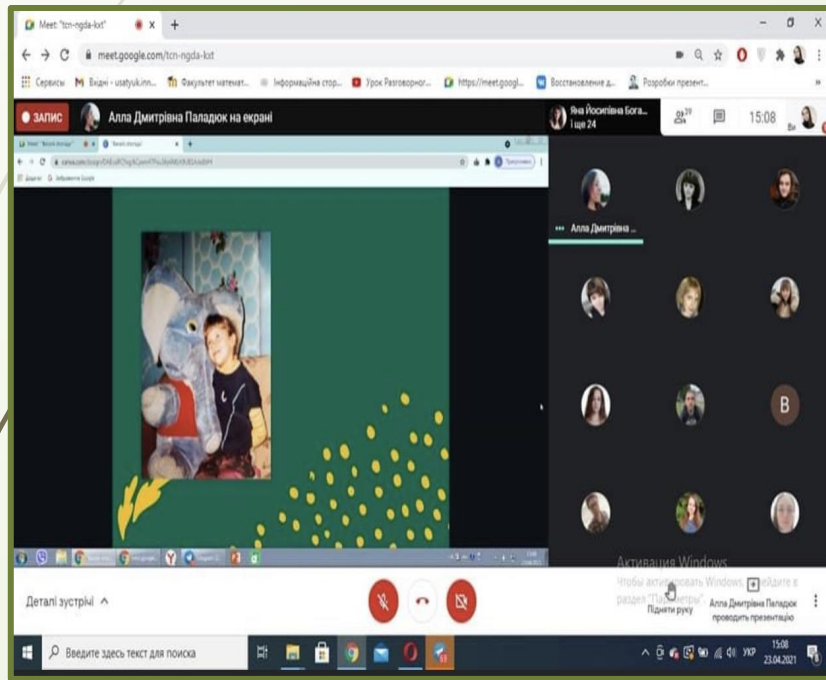 Meet: "tcn-ngda-kxt"
meet.google.com/tcn-ngda-kxt
Сервисы
Вхідні - usatyuk.inn...
Факультет математ...
Інформаційна стор...
Урок Разговорног...
https://meet.googl...
Восстановление д...
Розробки презент...
ЗАПИС
Алла Дмитрівна Паладюк на екрані
Яна Йосипівна Бога...
і ще 24
15:08
Ви
Алла Дмитрівна ...
B
Активация Windows
Чтобы активировать Windows, перейдите в
раздел "Параметры".
Деталі зустрічі
Підняти руку
Алла Дмитрівна Паладюк
проводить презентацію
Введите здесь текст для поиска
УКР
15:08
23.04.2021